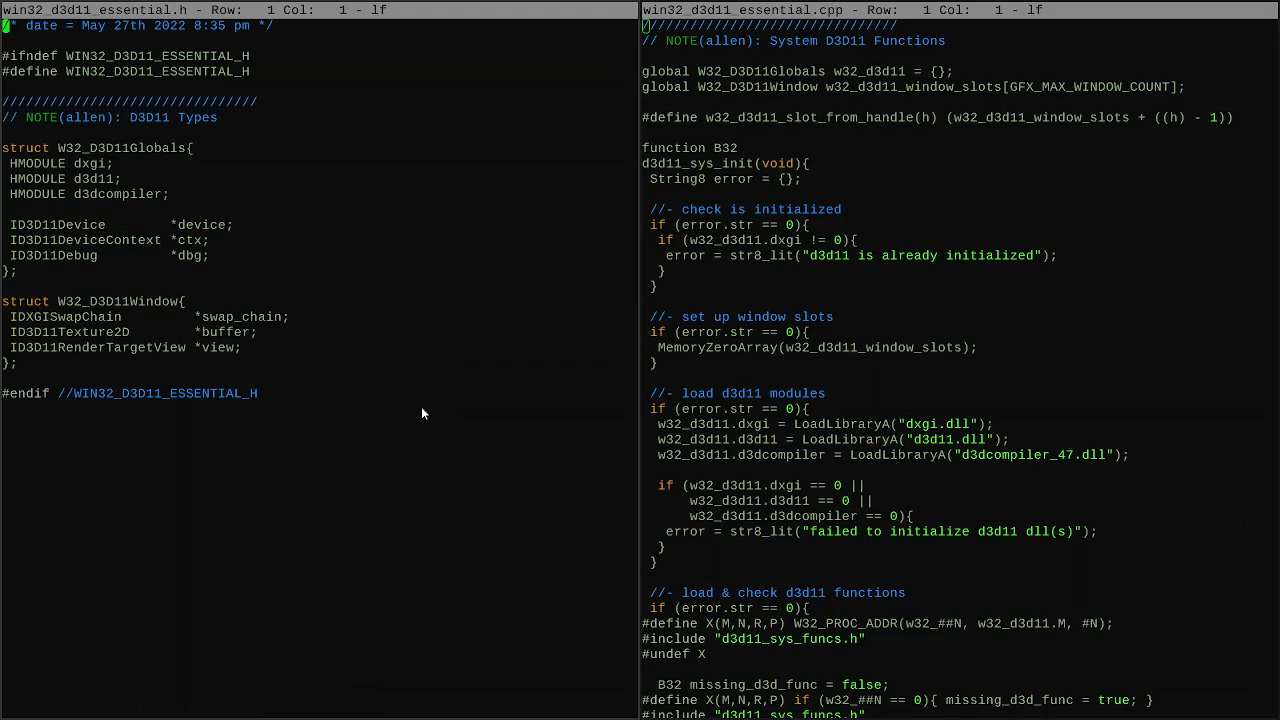 win32_d3d11_essential.h - Row:   1 Col:   1 - lf
/* date = May 27th 2022 8:35 pm */
#ifndef WIN32_D3D11_ESSENTIAL_H
#define WIN32_D3D11_ESSENTIAL_H
////////////////////////////////
// NOTE(allen): D3D11 Types
struct W32_D3D11Globals{
 HMODULE dxgi;
 HMODULE d3d11;
 HMODULE d3dcompiler;
 ID3D11Device        *device;
 ID3D11DeviceContext *ctx;
 ID3D11Debug         *dbg;
};
struct W32_D3D11Window{
 IDXGISwapChain         *swap_chain;
 ID3D11Texture2D        *buffer;
 ID3D11RenderTargetView *view;
};
#endif //WIN32_D3D11_ESSENTIAL_H
win32_d3d11_essential.cpp - Row:   1 Col:   1 - lf
////////////////////////////////
// NOTE(allen): System D3D11 Functions
global W32_D3D11Globals w32_d3d11 = {};
global W32_D3D11Window w32_d3d11_window_slots[GFX_MAX_WINDOW_COUNT];
#define w32_d3d11_slot_from_handle(h) (w32_d3d11_window_slots + ((h) - 1))
function B32
d3d11_sys_init(void){
 String8 error = {};
 //- check is initialized
 if (error.str == 0){
  if (w32_d3d11.dxgi != 0){
   error = str8_lit("d3d11 is already initialized");
  }
 }
 //- set up window slots
 if (error.str == 0){
  MemoryZeroArray(w32_d3d11_window_slots);
 }
 //- load d3d11 modules
 if (error.str == 0){
  w32_d3d11.dxgi = LoadLibraryA("dxgi.dll");
  w32_d3d11.d3d11 = LoadLibraryA("d3d11.dll");
  w32_d3d11.d3dcompiler = LoadLibraryA("d3dcompiler_47.dll");
  if (w32_d3d11.dxgi == 0 ||
      w32_d3d11.d3d11 == 0 ||
      w32_d3d11.d3dcompiler == 0){
   error = str8_lit("failed to initialize d3d11 dll(s)");
  }
 }
 //- load & check d3d11 functions
 if (error.str == 0){
#define X(M,N,R,P) W32_PROC_ADDR(w32_##N, w32_d3d11.M, #N);
#include "d3d11_sys_funcs.h"
#undef X
  B32 missing_d3d_func = false;
#define X(M,N,R,P) if (w32_##N == 0){ missing_d3d_func = true; }
#include "d3d11_sys_funcs.h"